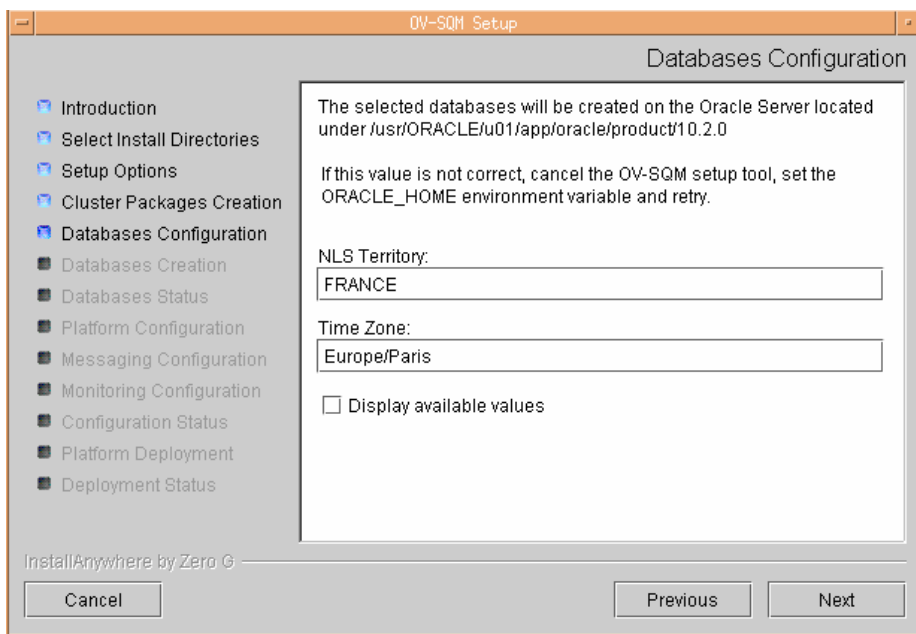 OV-SQM Setup
Databases Configuration
Introduction
Select Install Directories
Setup Options
Cluster Packages Creation
Databases Configuration
Databases Creation
Databases Status
Platform Configuration
Messaging Configuration
Monitoring Configuration
Configuration Status
Platform Deployment
Deployment Status
The selected databases will be created on the Oracle Server located
under /usr/ORACLE/u01/app/oracle/product/10.2.0
If this value is not correct, cancel the OV-SQM setup tool, set the
ORACLE_HOME environment variable and retry.
NLS Territory:
FRANCE
Time Zone:
Europe/Paris
Display available values
InstallAnywhere by Zero G
Cancel
Previous
Next